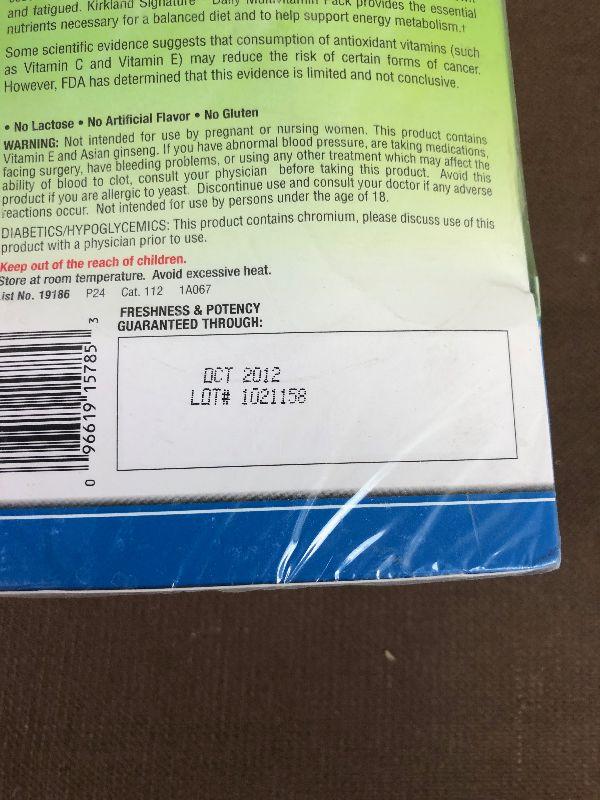 and fatigued. Kirkland Signature™ Daily Multivitamin Pack provides the essential
nutrients necessary for a balanced diet and to help support energy metabolism.†
Some scientific evidence suggests that consumption of antioxidant vitamins (such
as Vitamin C and Vitamin E) may reduce the risk of certain forms of cancer.
However, FDA has determined that this evidence is limited and not conclusive.
• No Lactose • No Artificial Flavor • No Gluten
WARNING: Not intended for use by pregnant or nursing women. This product contains
Vitamin E and Asian ginseng. If you have abnormal blood pressure, are taking medications,
facing surgery, have bleeding problems, or using any other treatment which may affect the
ability of blood to clot, consult your physician before taking this product. Avoid this
product if you are allergic to yeast. Discontinue use and consult your doctor if any adverse
reactions occur. Not intended for use by persons under the age of 18.
DIABETICS/HYPOGLYCEMICS: This product contains chromium, please discuss use of this
product with a physician prior to use.
Keep out of the reach of children.
Store at room temperature. Avoid excessive heat.
List No. 19186 P24 Cat. 112 1A067
FRESHNESS & POTENCY
GUARANTEED THROUGH:
OCT 2012
LOT# 1021158
0 96619 15785 3